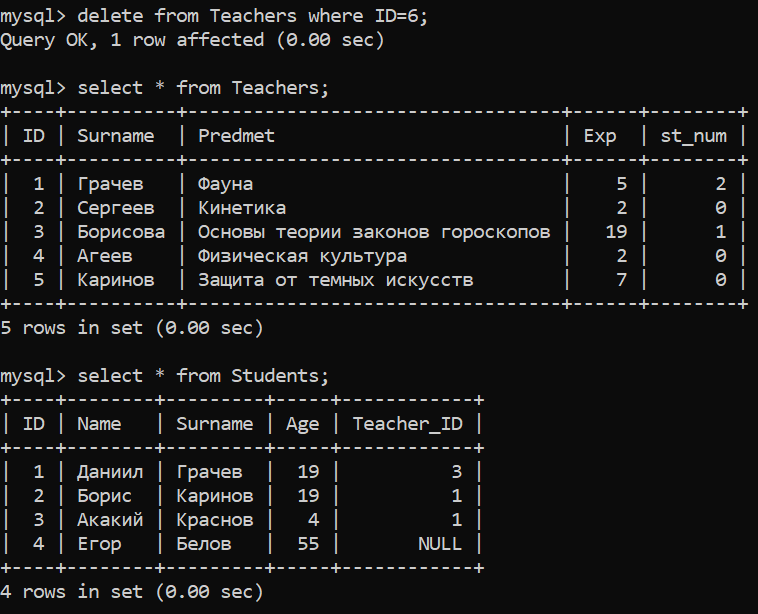 mysql> delete from Teachers where ID=6;
Query OK, 1 row affected (0.00 sec)

mysql> select * from Teachers;
+----+----------+----------------------------------+------+--------+
| ID | Surname  | Predmet                          | Exp  | st_num |
+----+----------+----------------------------------+------+--------+
|  1 | Грачев   | Фауна                            |    5 |      2 |
|  2 | Сергеев  | Кинетика                         |    2 |      0 |
|  3 | Борисова | Основы теории законов гороскопов |   19 |      1 |
|  4 | Агеев    | Физическая культура              |    2 |      0 |
|  5 | Каринов  | Защита от темных искусств        |    7 |      0 |
+----+----------+----------------------------------+------+--------+
5 rows in set (0.00 sec)

mysql> select * from Students;
+----+--------+---------+-----+------------+
| ID | Name   | Surname | Age | Teacher_ID |
+----+--------+---------+-----+------------+
|  1 | Даниил | Грачев  |  19 |          3 |
|  2 | Борис  | Каринов |  19 |          1 |
|  3 | Акакий | Краснов |   4 |          1 |
|  4 | Егор   | Белов   |  55 |       NULL |
+----+--------+---------+-----+------------+
4 rows in set (0.00 sec)